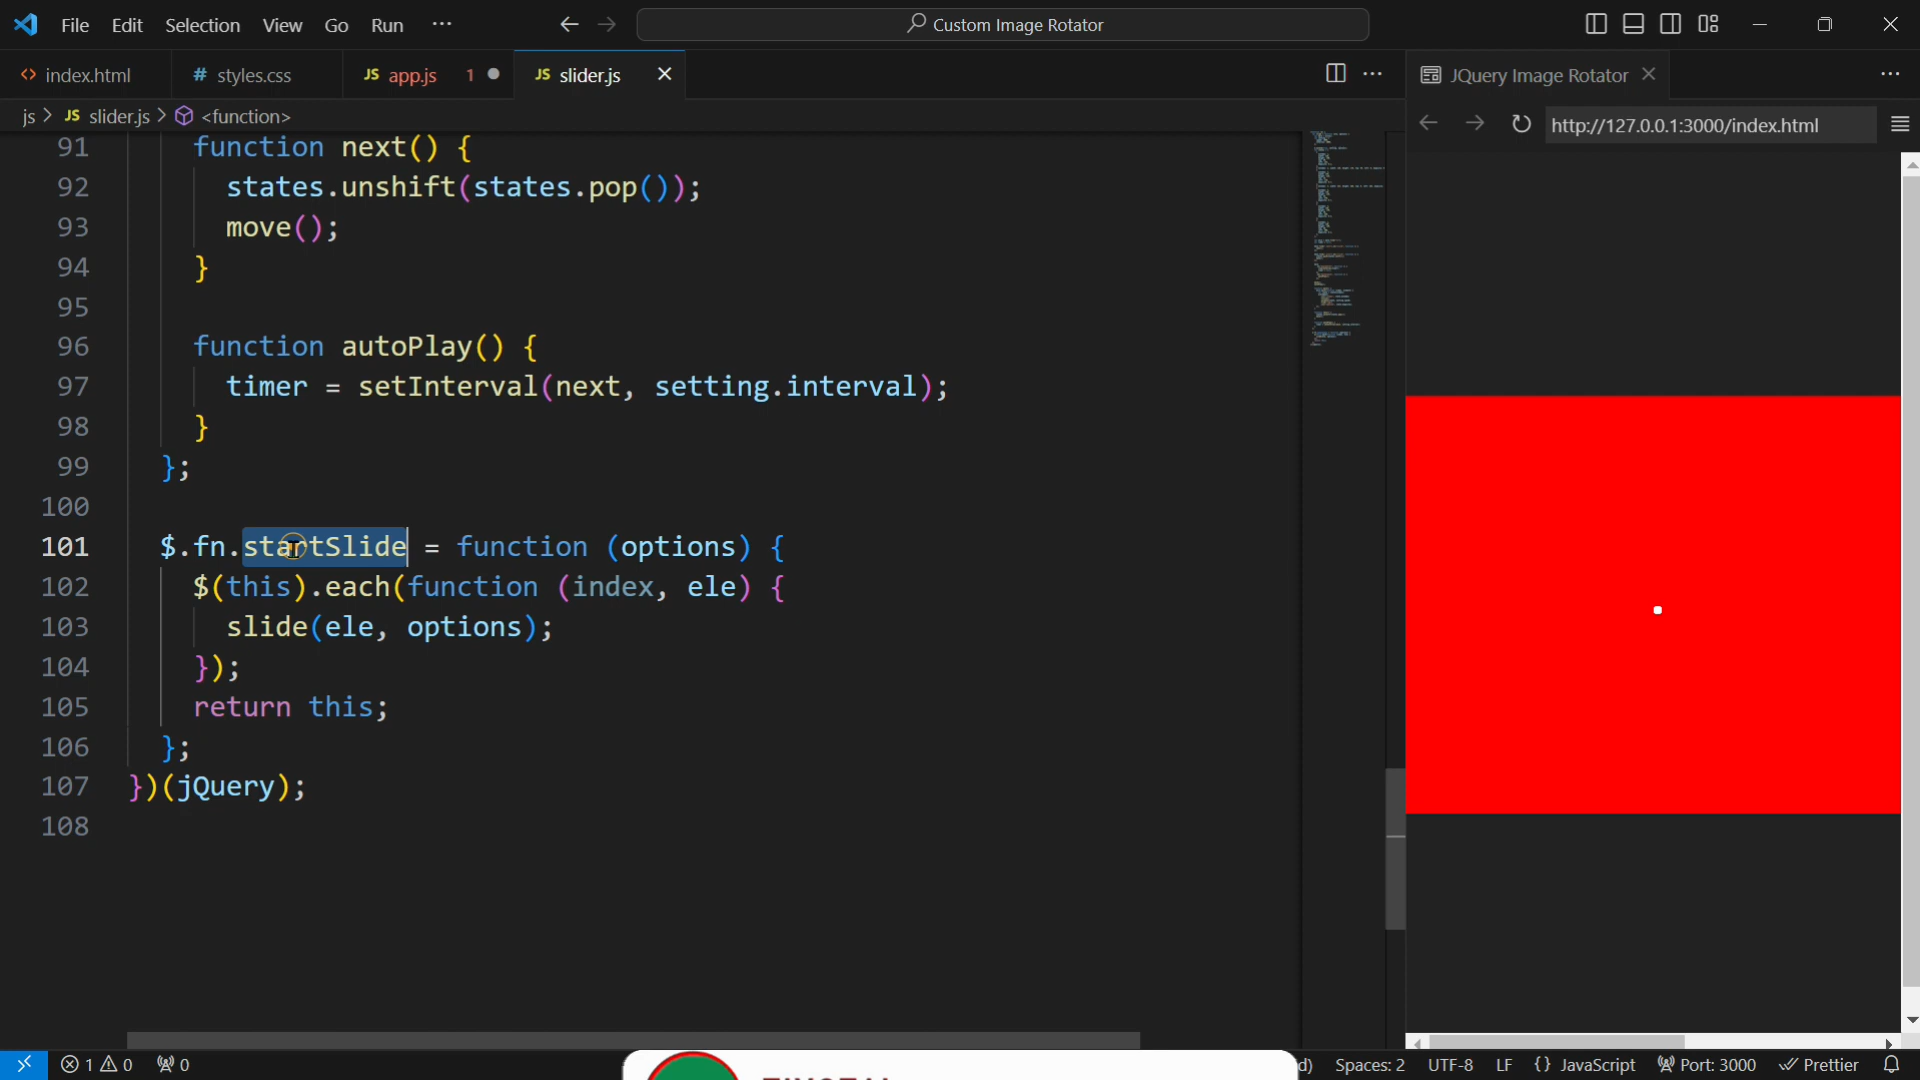 File Edit Selection View Go Run ··· Custom Image Rotator
index.html # styles.css JS app.js 1 JS slider.js JQuery Image Rotator
js > JS slider.js > <function> http://127.0.0.1:3000/index.html
91 function next() {
92 states.unshift(states.pop());
93 move();
94 }
95
96 function autoPlay() {
97 timer = setInterval(next, setting.interval);
98 }
99 };
100
101 $.fn.startSlide = function (options) {
102 $(this).each(function (index, ele) {
103 slide(ele, options);
104 });
105 return this;
106 };
107 })(jQuery);
108
1 0 0 d) Spaces: 2 UTF-8 LF {} JavaScript Port: 3000 Prettier